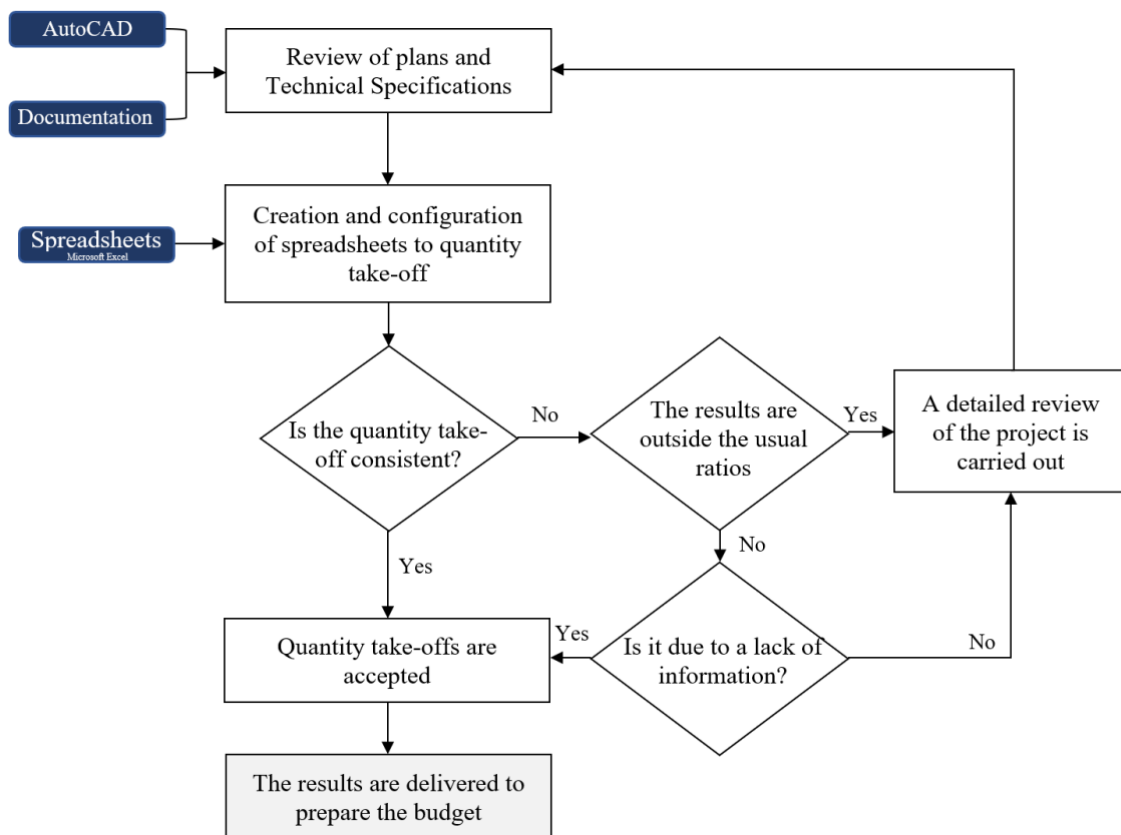 AutoCAD
Documentation
Review of plans and
Technical Specifications
Spreadsheets
Microsoft Excel
Creation and configuration
of spreadsheets to quantity
take-off
Is the quantity take-
off consistent?
No
Yes
The results are
outside the usual
ratios
Yes
No
A detailed review
of the project is
carried out
Is it due to a lack of
information?
Yes
No
Quantity take-offs are
accepted
The results are delivered to
prepare the budget